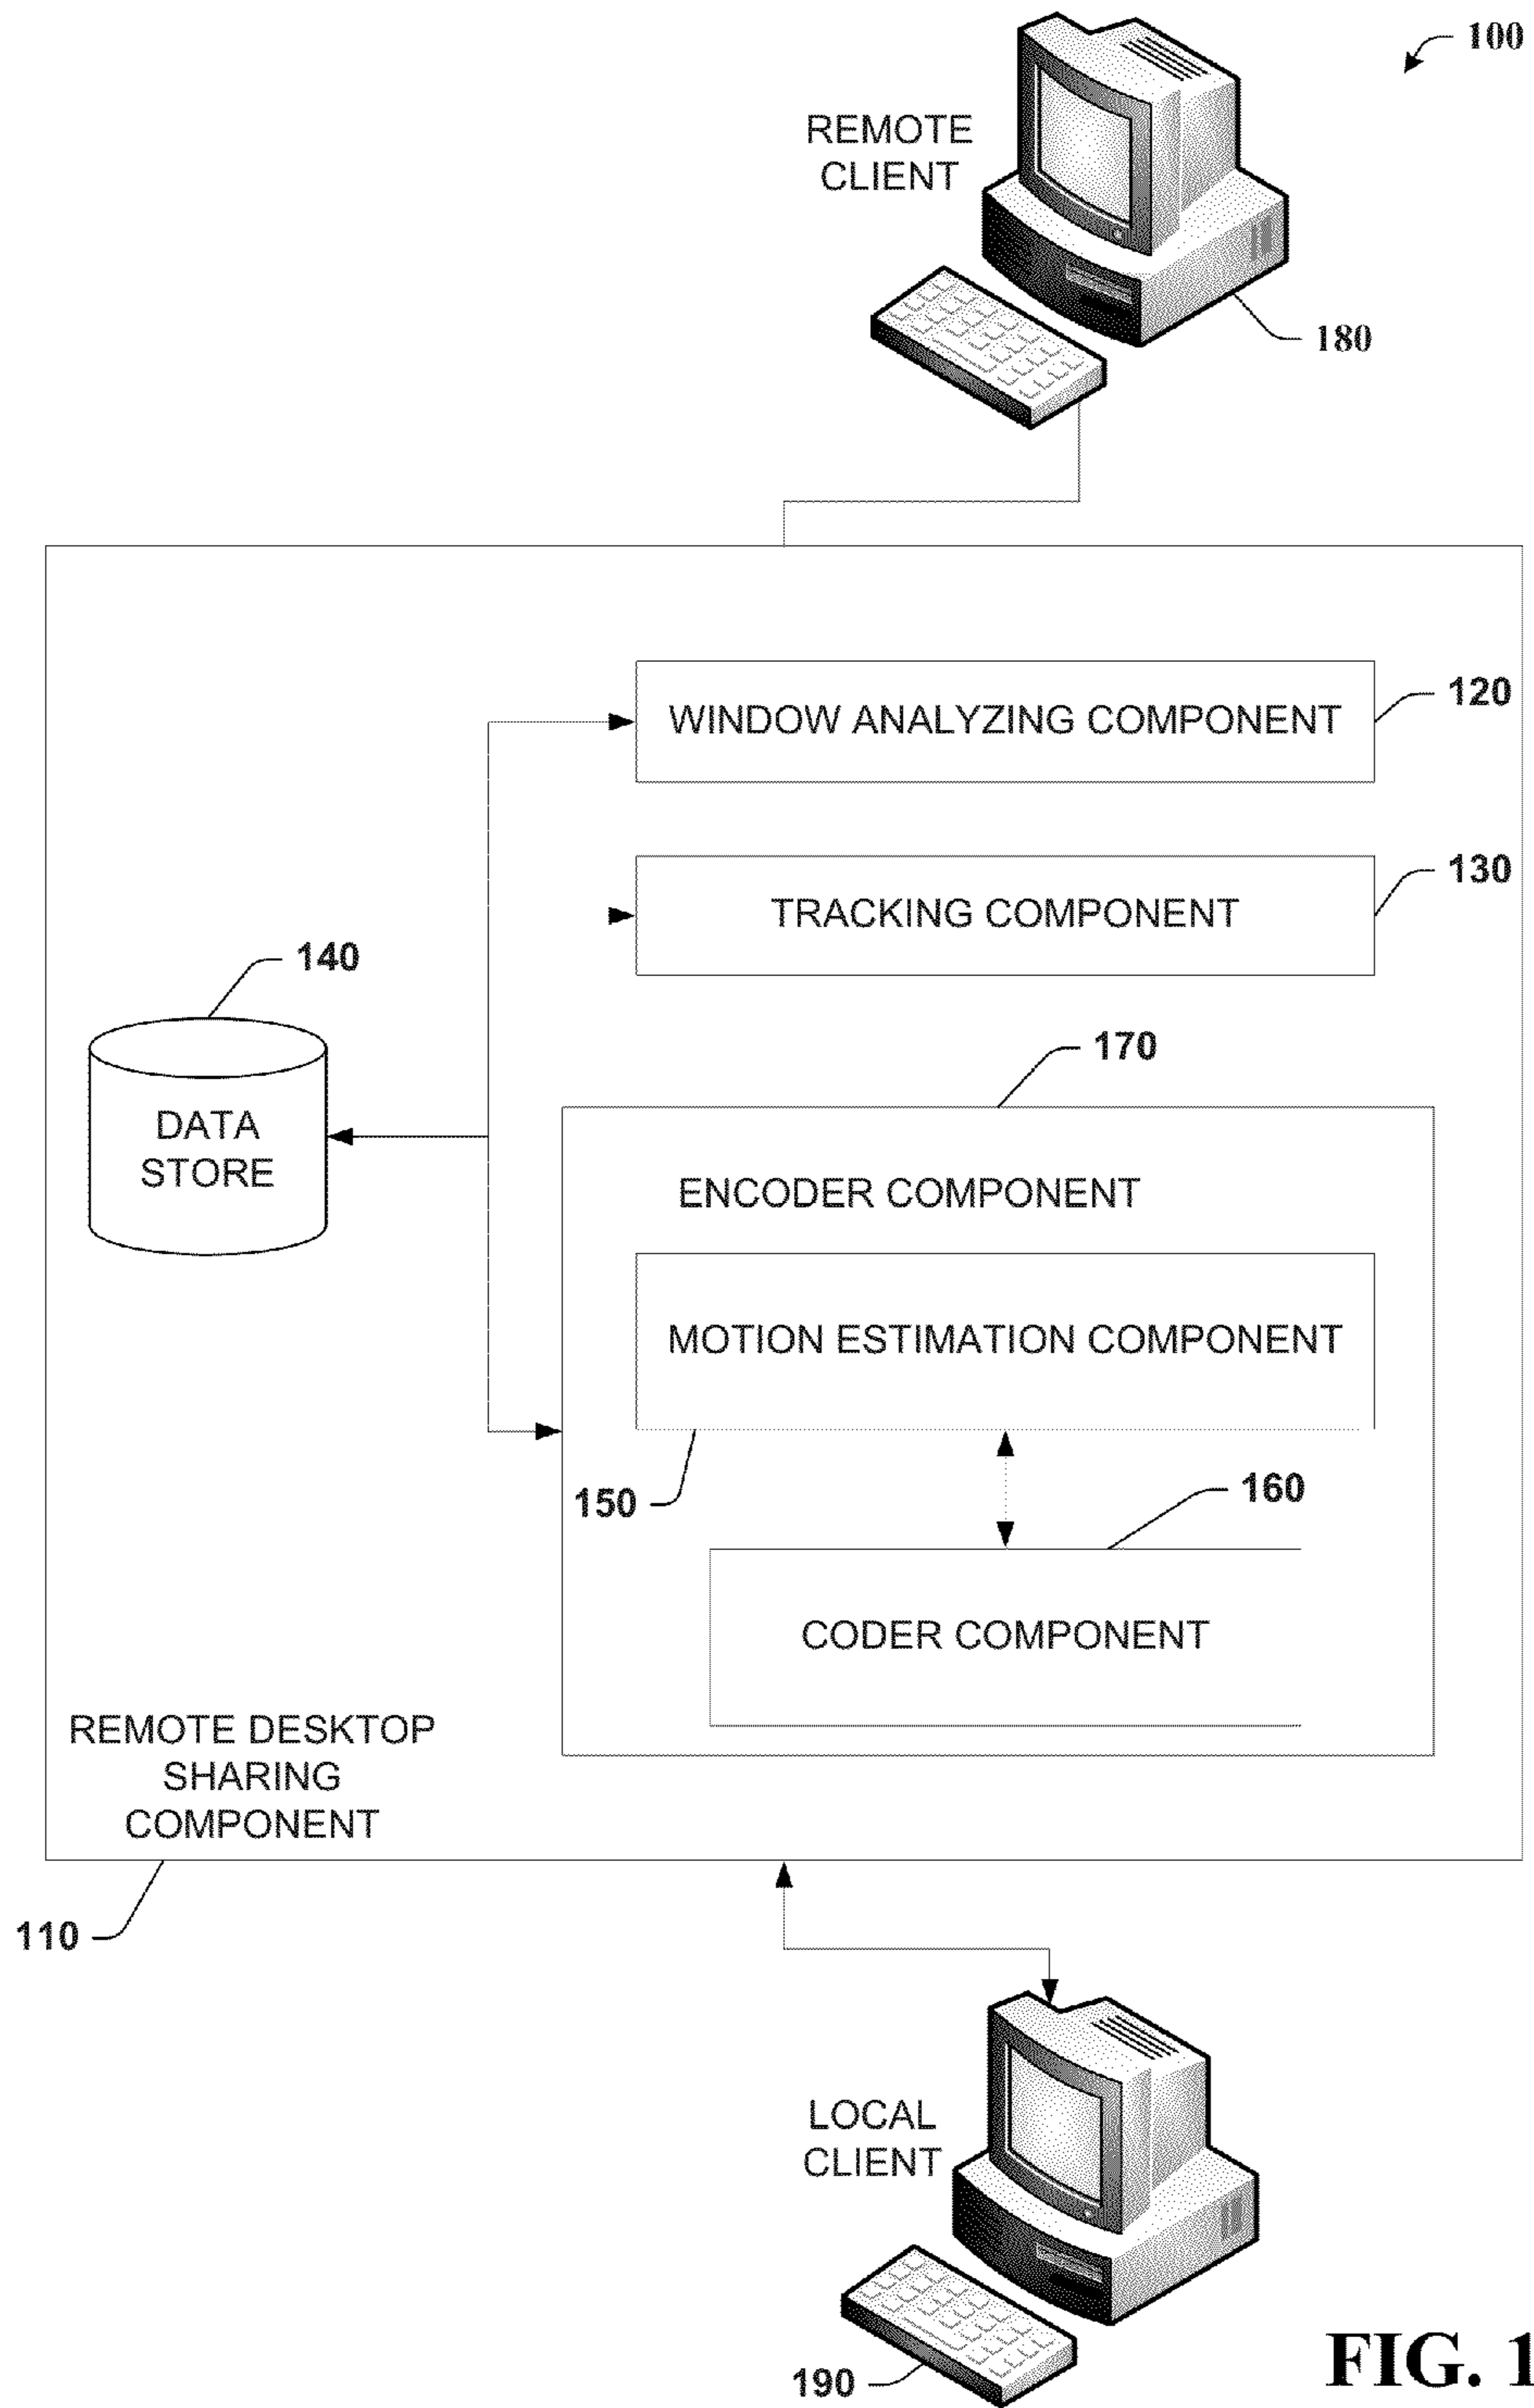 100
REMOTE
CLIENT
180
WINDOW ANALYZING COMPONENT
120
TRACKING COMPONENT
130
140
DATA
STORE
170
ENCODER COMPONENT
MOTION ESTIMATION COMPONENT
150
160
CODER COMPONENT
REMOTE DESKTOP
SHARING
COMPONENT
110
LOCAL
CLIENT
190
FIG. 1